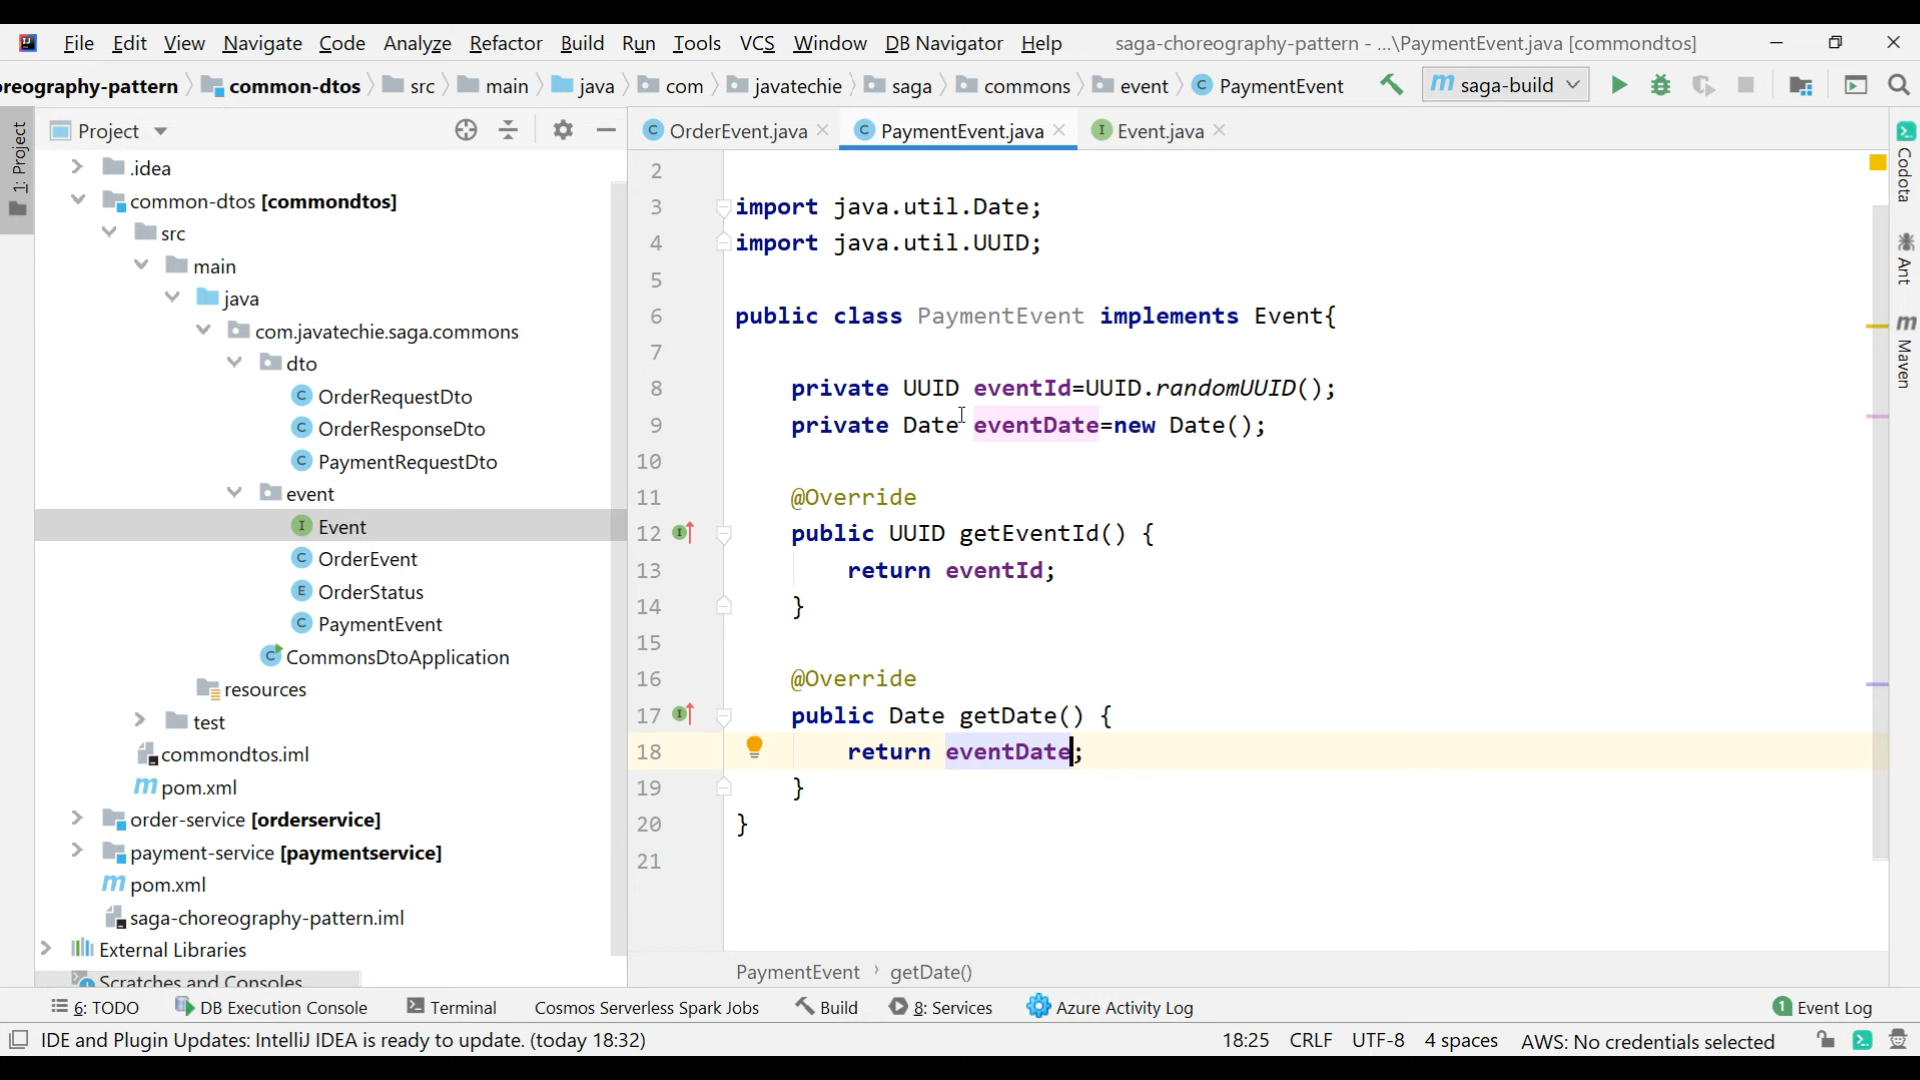 File Edit View Navigate Code Analyze Refactor Build Run Tools VCS Window DB Navigator Help saga-choreography-pattern - ...\PaymentEvent.java [commondtos]
reography-pattern common-dtos src main java com javatechie saga commons event PaymentEvent saga-build
1: Project
Project
.idea
common-dtos [commondtos]
src
main
java
com.javatechie.saga.commons
dto
OrderRequestDto
OrderResponseDto
PaymentRequestDto
event
Event
OrderEvent
OrderStatus
PaymentEvent
CommonsDtoApplication
resources
test
commondtos.iml
pom.xml
order-service [orderservice]
payment-service [paymentservice]
pom.xml
saga-choreography-pattern.iml
External Libraries
Scratches and Consoles
OrderEvent.java PaymentEvent.java Event.java
2
3 import java.util.Date;
4 import java.util.UUID;
5
6 public class PaymentEvent implements Event{
7
8 private UUID eventId=UUID.randomUUID();
9 private Date eventDate=new Date();
10
11 @Override
12 public UUID getEventId() {
13 return eventId;
14 }
15
16 @Override
17 public Date getDate() {
18 return eventDate;
19 }
20 }
21
PaymentEvent getDate()
Codota
Ant
Maven
6: TODO DB Execution Console Terminal Cosmos Serverless Spark Jobs Build 8: Services Azure Activity Log 1 Event Log
IDE and Plugin Updates: IntelliJ IDEA is ready to update. (today 18:32) 18:25 CRLF UTF-8 4 spaces AWS: No credentials selected